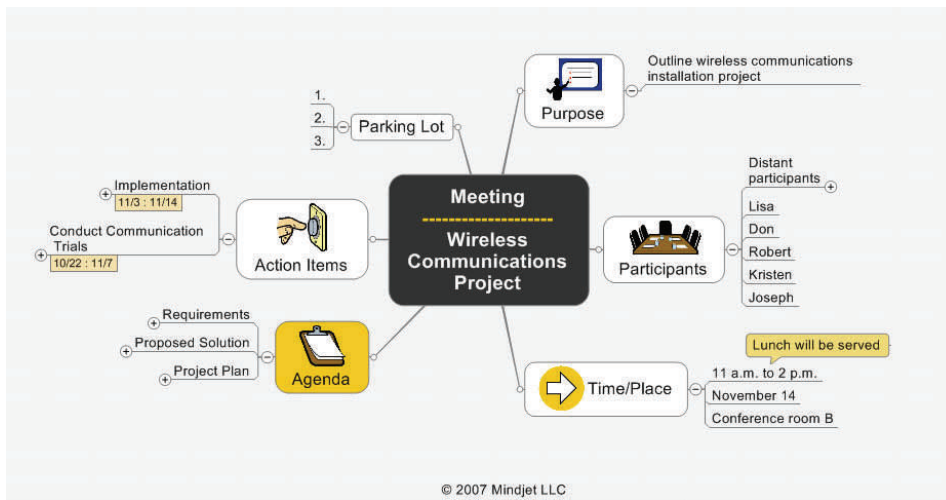 Meeting
Wireless
Communications
Project
Purpose
Outline wireless communications
installation project
Participants
Distant
participants
Lisa
Don
Robert
Kristen
Joseph
Time/Place
Lunch will be served
11 a.m. to 2 p.m.
November 14
Conference room B
Agenda
Requirements
Proposed Solution
Project Plan
Action Items
Implementation
11/3 : 11/14
Conduct Communication
Trials
10/22 : 11/7
Parking Lot
1.
2.
3.
© 2007 Mindjet LLC